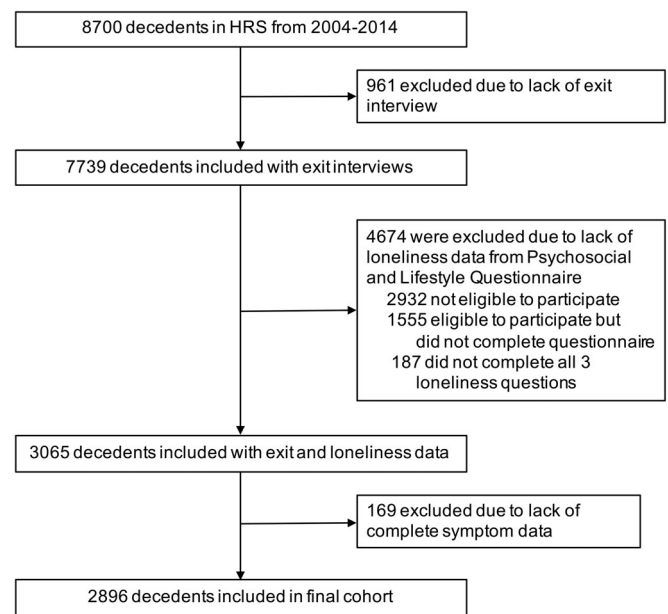 8700 decedents in HRS from 2004-2014
961 excluded due to lack of exit
interview
7739 decedents included with exit interviews
4674 were excluded due to lack of
loneliness data from Psychosocial
and Lifestyle Questionnaire
2932 not eligible to participate
1555 eligible to participate but
did not complete questionnaire
187 did not complete all 3
loneliness questions
3065 decedents included with exit and loneliness data
169 excluded due to lack of
complete symptom data
2896 decedents included in final cohort